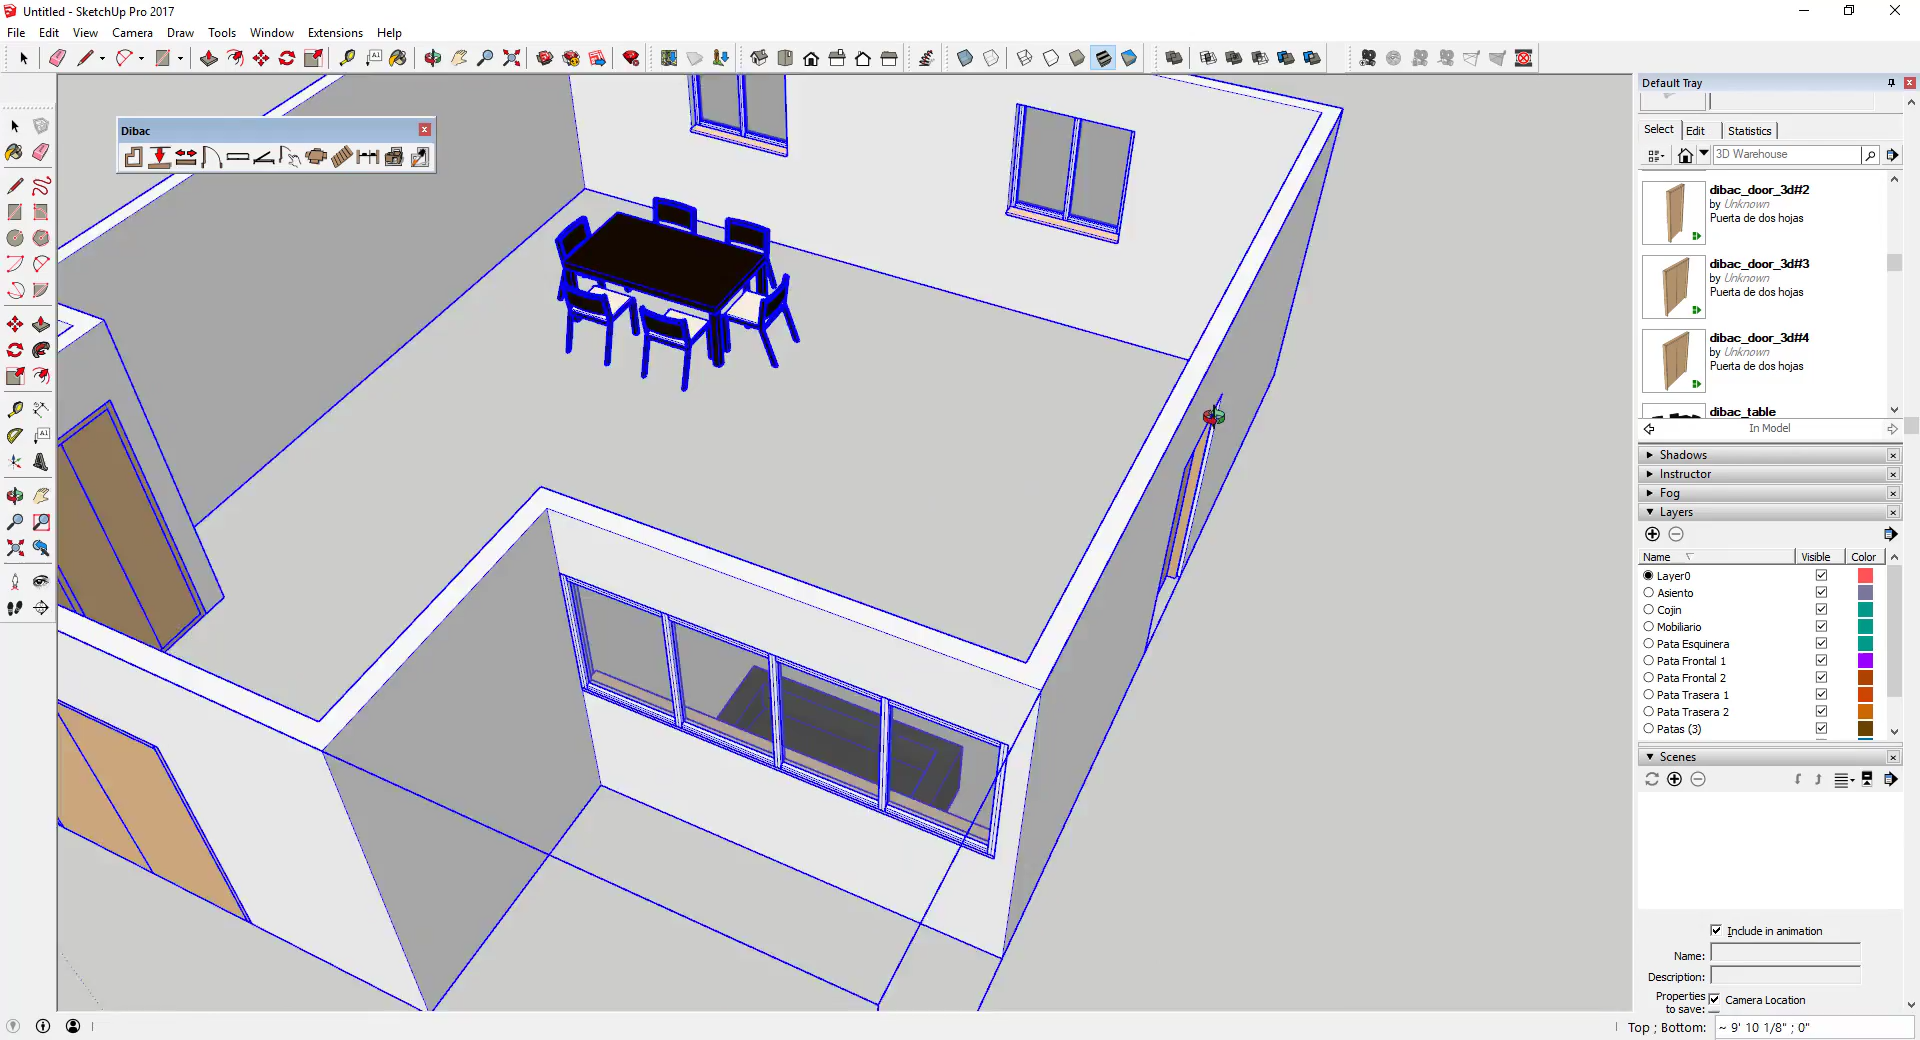 Untitled - SketchUp Pro 2017
File Edit View Camera Draw Tools Window Extensions Help
Default Tray
Dibac
Select Edit Statistics
3D Warehouse
dibac_door_3d#2
by Unknown
Puerta de dos hojas
dibac_door_3d#3
by Unknown
Puerta de dos hojas
dibac_door_3d#4
by Unknown
Puerta de dos hojas
dibac_table
In Model
Shadows
Instructor
Fog
Layers
Name Visible Color
Layer0
Asiento
Cojin
Mobiliario
Pata Esquinera
Pata Frontal 1
Pata Frontal 2
Pata Trasera 1
Pata Trasera 2
Patas (3)
Scenes
Include in animation
Name:
Description:
Properties
to save:
Camera Location
Top ; Bottom: ~ 9' 10 1/8" ; 0"